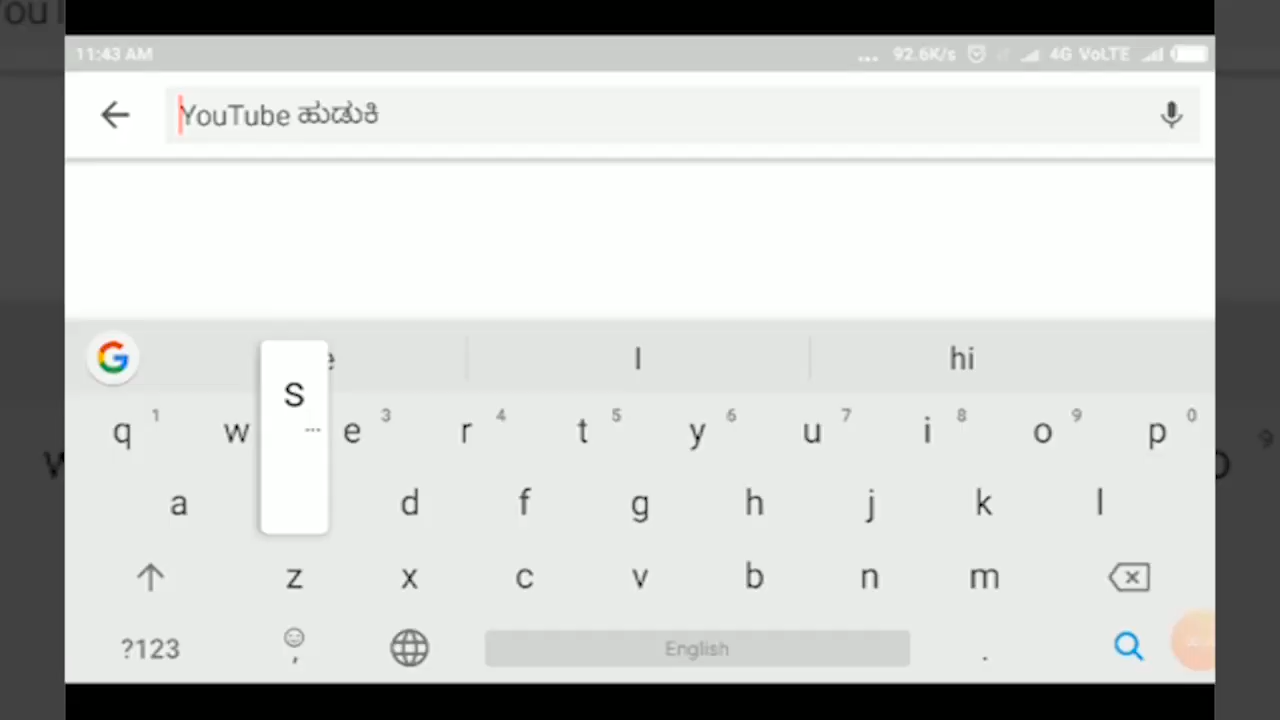 11:43 AM ... 92.6K/s 4G VoLTE
YouTube ಹುಡುಕಿ
I hi
S
q 1 w e 3 r 4 t 5 y 6 u 7 i 8 o 9 p 0
a d f g h j k l
z x c v b n m
?123 , English .